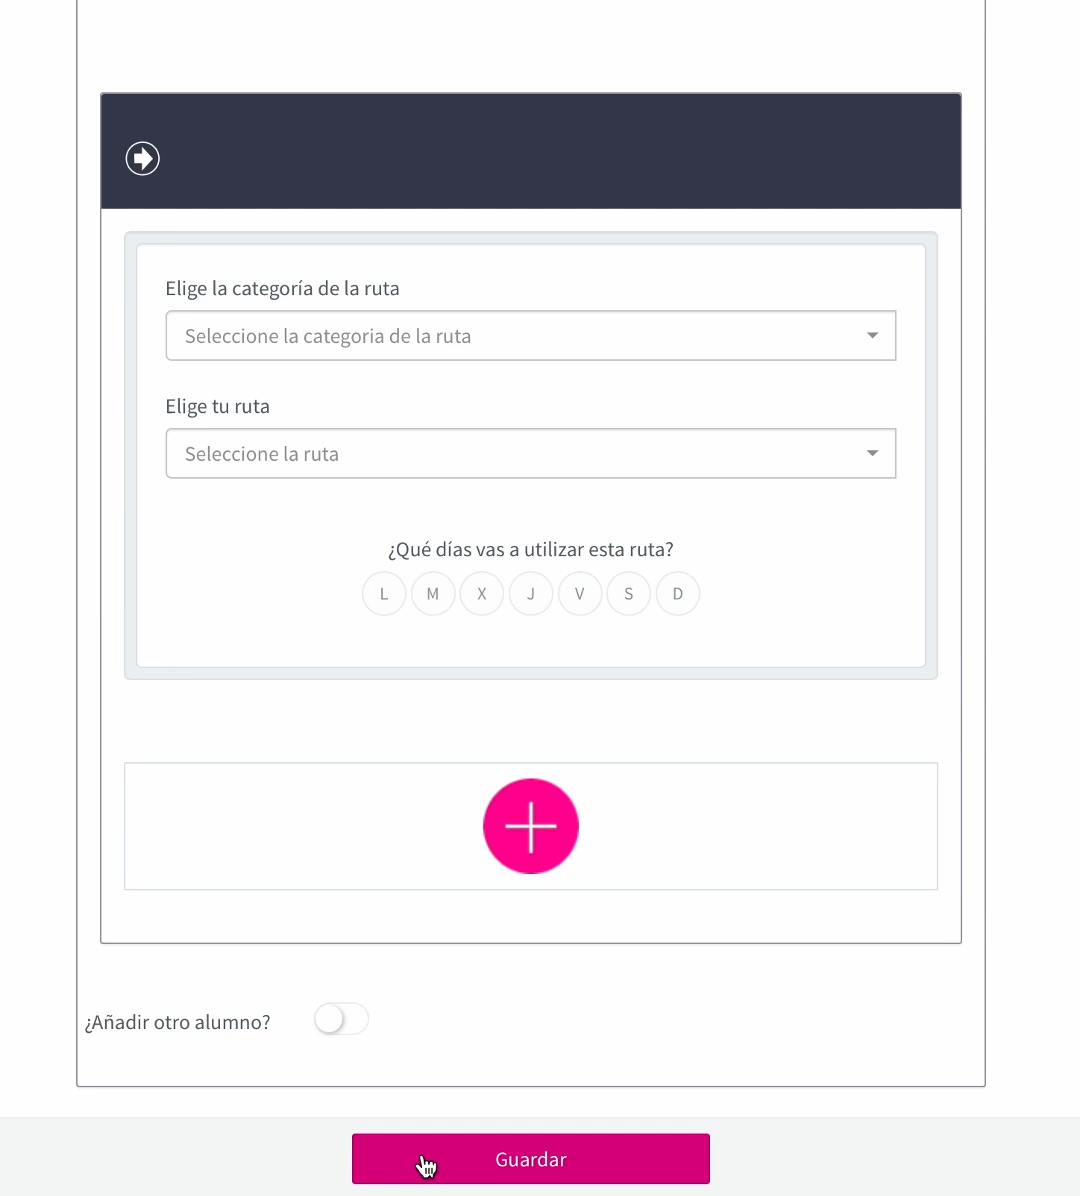 Elige la categoría de la ruta
Seleccione la categoria de la ruta
Elige tu ruta
Seleccione la ruta
¿Qué días vas a utilizar esta ruta?
L M X J V S D
¿Añadir otro alumno?
Guardar